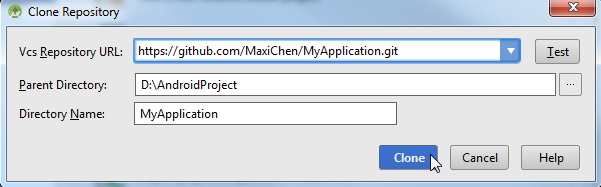 Clone Repository
Vcs Repository URL: https://github.com/MaxiChen/MyApplication.git Test
Parent Directory: D:\AndroidProject ...
Directory Name: MyApplication
Clone Cancel Help